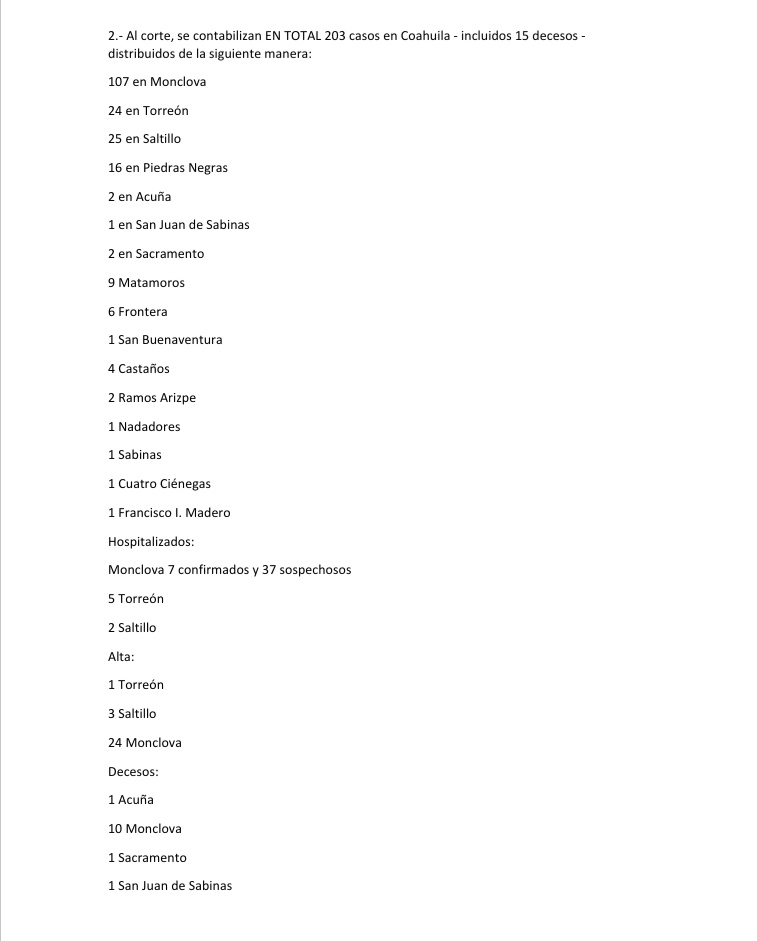 2.- Al corte, se contabilizan EN TOTAL 203 casos en Coahuila - incluidos 15 decesos -
distribuidos de la siguiente manera:
107 en Monclova
24 en Torreón
25 en Saltillo
16 en Piedras Negras
2 en Acuña
1 en San Juan de Sabinas
2 en Sacramento
9 Matamoros
6 Frontera
1 San Buenaventura
4 Castaños
2 Ramos Arizpe
1 Nadadores
1 Sabinas
1 Cuatro Ciénegas
1 Francisco I. Madero
Hospitalizados:
Monclova 7 confirmados y 37 sospechosos
5 Torreón
2 Saltillo
Alta:
1 Torreón
3 Saltillo
24 Monclova
Decesos:
1 Acuña
10 Monclova
1 Sacramento
1 San Juan de Sabinas